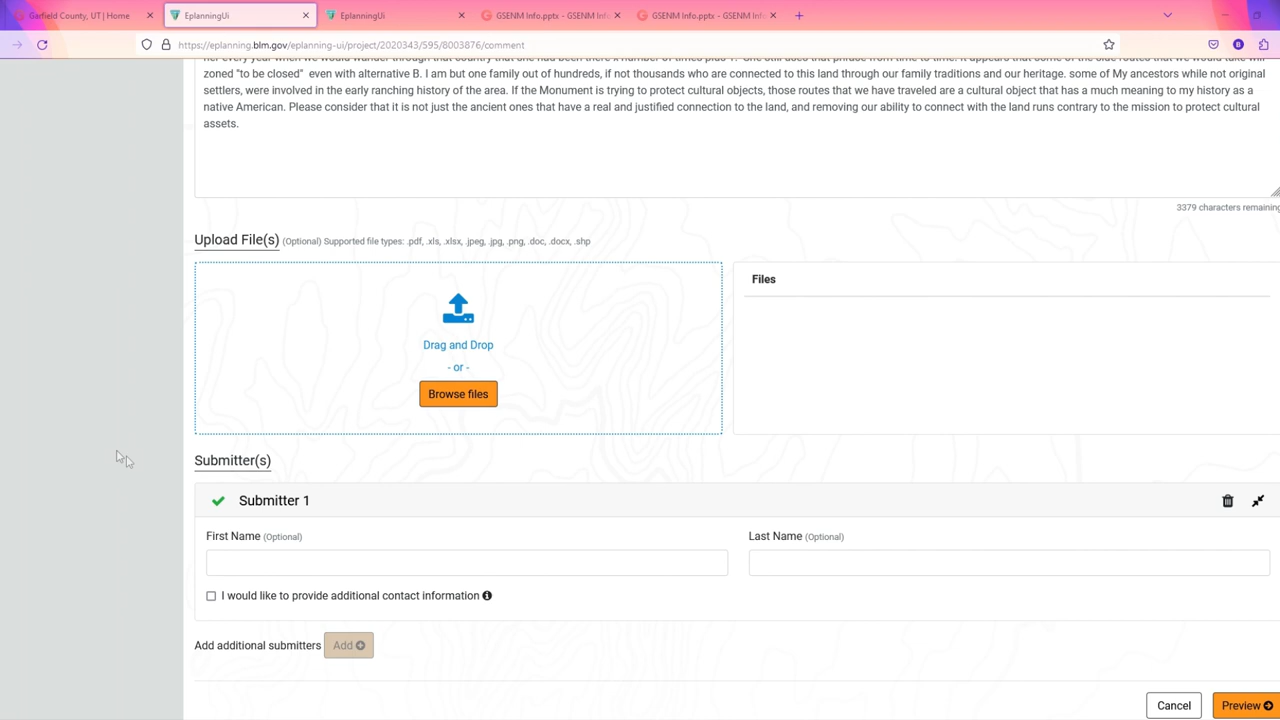 Garfield County, UT | Home
EplanningUi
EplanningUi
GSENM Info.pptx - GSENM Inf
GSENM Info.pptx - GSENM Inf
https://eplanning.blm.gov/eplanning-ui/project/2020343/595/8003876/comment
zoned "to be closed" even with alternative B. I am but one family out of hundreds, if not thousands who are connected to this land through our family traditions and our heritage. some of My ancestors while not original
settlers, were involved in the early ranching history of the area. If the Monument is trying to protect cultural objects, those routes that we have traveled are a cultural object that has a much meaning to my history as a
native American. Please consider that it is not just the ancient ones that have a real and justified connection to the land, and removing our ability to connect with the land runs contrary to the mission to protect cultural
assets.
3379 characters remaining
Upload File(s) (Optional) Supported file types: .pdf, .xls, .xlsx, .jpeg, .jpg, .png, .doc, .docx, .shp
Files
Drag and Drop
- or -
Browse files
Submitter(s)
Submitter 1
First Name (Optional)
Last Name (Optional)
I would like to provide additional contact information
Add additional submitters Add
Cancel
Preview